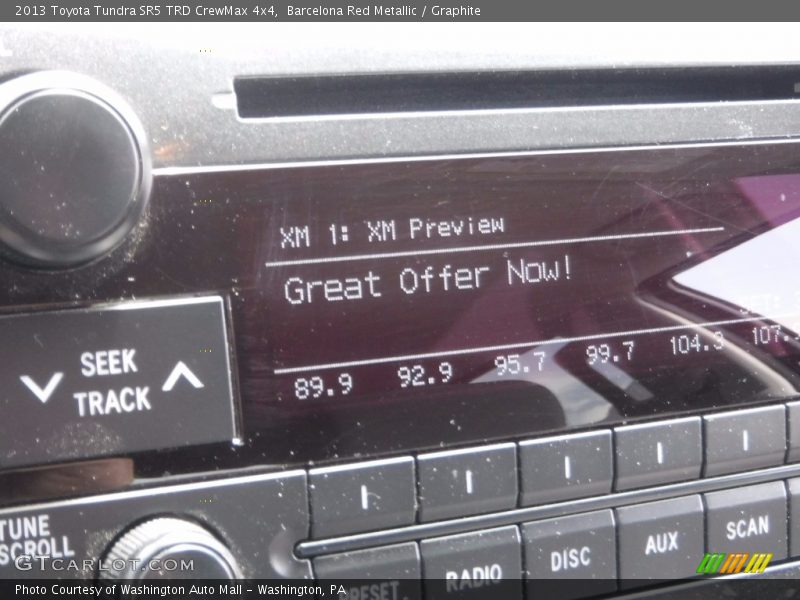 2013 Toyota Tundra SR5 TRD CrewMax 4x4, Barcelona Red Metallic / Graphite
XM 1: XM Preview
Great Offer Now!
89.9 92.9 95.7 99.7 104.3 107.
SEEK
TRACK
TUNE
SCROLL
PRESET RADIO DISC AUX SCAN
GTCARLOT.COM
Photo Courtesy of Washington Auto Mall - Washington, PA